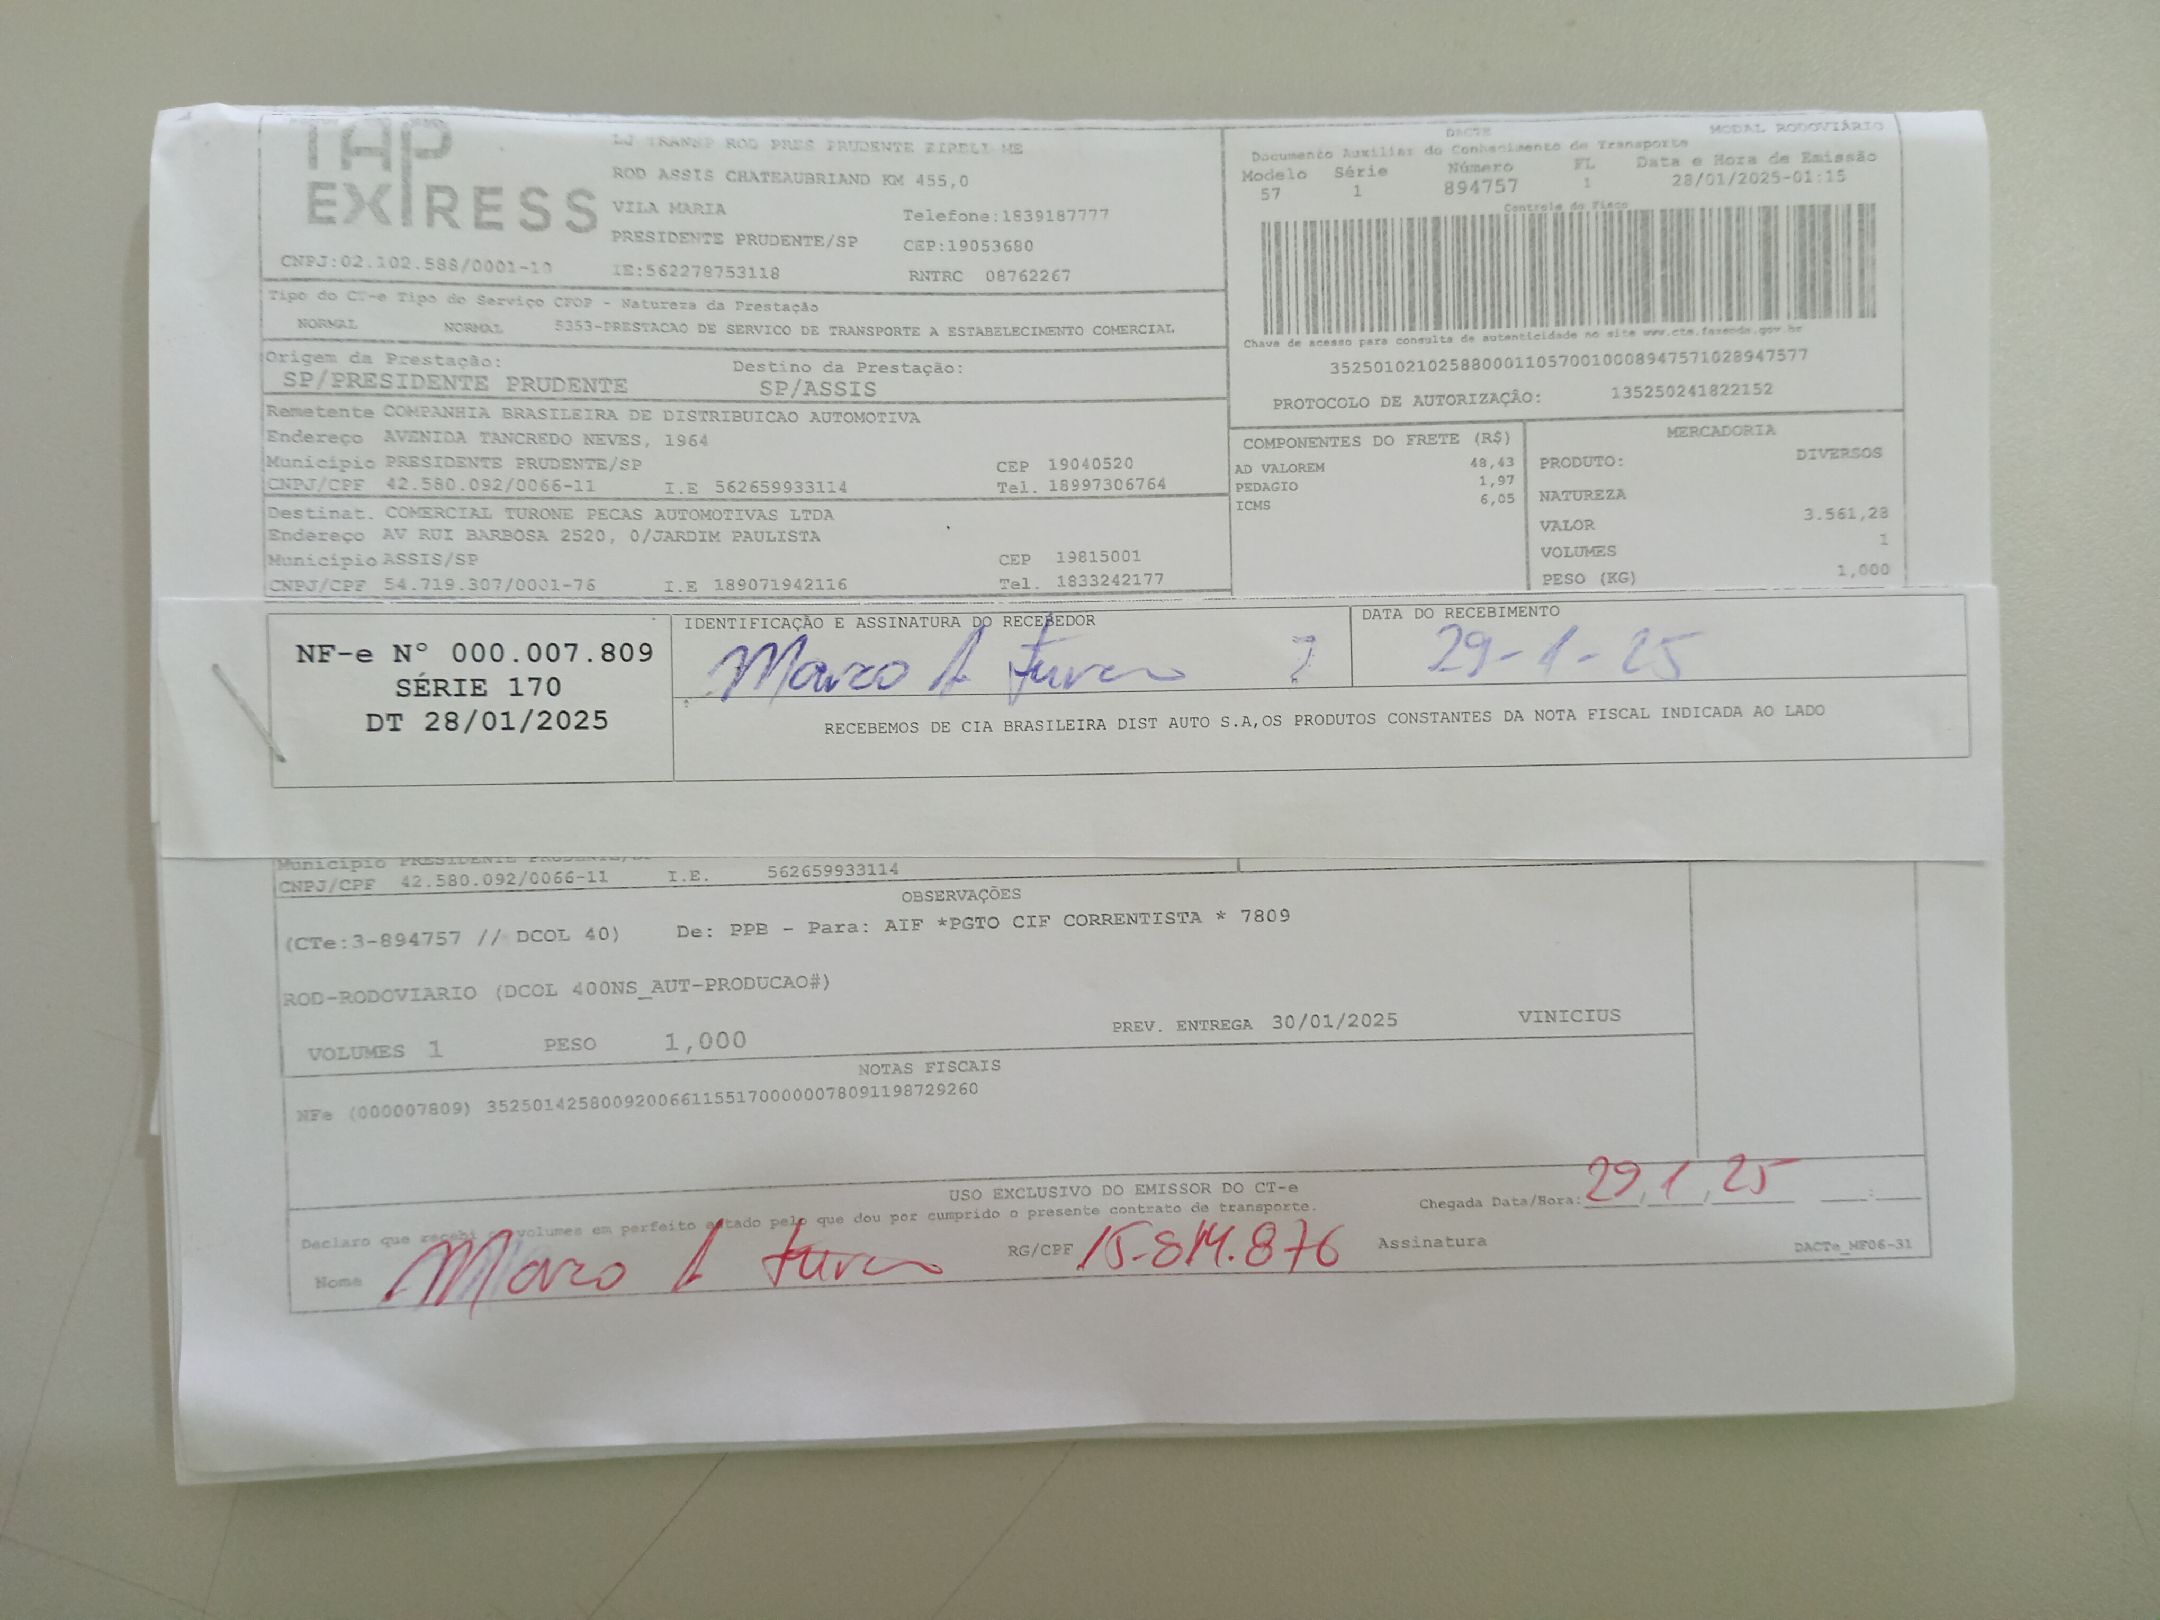 TAP
EXPRESS
LJ TRANSP ROD PRES PRUDENTE EIRELI ME
ROD ASSIS CHATEAUBRIAND KM 455,0
VILA MARIA Telefone:1839187777
PRESIDENTE PRUDENTE/SP CEP:19053680
CNPJ:02.102.588/0001-10 IE:562278753118 RNTRC 08762267
DACTE MODAL RODOVIÁRIO
Documento Auxiliar do Conhecimento de Transporte
Modelo Série Número FL Data e Hora de Emissão
57 1 894757 1 28/01/2025-01:15
Controle do Fisco
Chave de acesso para consulta de autenticidade no site www.cte.fazenda.gov.br
35250102102588000110570010008947571028947577
PROTOCOLO DE AUTORIZAÇÃO: 135250241822152
Tipo do CT-e Tipo do Serviço CFOP - Natureza da Prestação
NORMAL NORMAL 5353-PRESTACAO DE SERVICO DE TRANSPORTE A ESTABELECIMENTO COMERCIAL
Origem da Prestação: Destino da Prestação:
SP/PRESIDENTE PRUDENTE SP/ASSIS
Remetente COMPANHIA BRASILEIRA DE DISTRIBUICAO AUTOMOTIVA
Endereço AVENIDA TANCREDO NEVES, 1964
Município PRESIDENTE PRUDENTE/SP CEP 19040520
CNPJ/CPF 42.580.092/0066-11 I.E 562659933114 Tel. 18997306764
Destinat. COMERCIAL TURONE PECAS AUTOMOTIVAS LTDA
Endereço AV RUI BARBOSA 2520, 0/JARDIM PAULISTA
Município ASSIS/SP CEP 19815001
CNPJ/CPF 54.719.307/0001-76 I.E 189071942116 Tel. 1833242177
COMPONENTES DO FRETE (R$)
AD VALOREM 48,43
PEDAGIO 1,97
ICMS 6,05
MERCADORIA
PRODUTO: DIVERSOS
NATUREZA
VALOR 3.561,28
VOLUMES 1
PESO (KG) 1,000
NF-e Nº 000.007.809
SÉRIE 170
DT 28/01/2025
IDENTIFICAÇÃO E ASSINATURA DO RECEBEDOR
Marco A Turco
DATA DO RECEBIMENTO
29-1-25
RECEBEMOS DE CIA BRASILEIRA DIST AUTO S.A,OS PRODUTOS CONSTANTES DA NOTA FISCAL INDICADA AO LADO
Município PRESIDENTE
CNPJ/CPF 42.580.092/0066-11 I.E. 562659933114
OBSERVAÇÕES
(CTe:3-894757 // DCOL 40) De: PPB - Para: AIF *PGTO CIF CORRENTISTA * 7809
ROD-RODOVIARIO (DCOL 400NS_AUT-PRODUCAO#)
VOLUMES 1 PESO 1,000 PREV. ENTREGA 30/01/2025 VINICIUS
NOTAS FISCAIS
NFe (000007809) 35250142580092006611551700000078091198729260
USO EXCLUSIVO DO EMISSOR DO CT-e
Declaro que recebi os volumes em perfeito estado pelo que dou por cumprido o presente contrato de transporte.
Chegada Data/Hora: 29/1/25
Nome Marco A Turco RG/CPF 15.814.876 Assinatura
DACTe_MF06-31